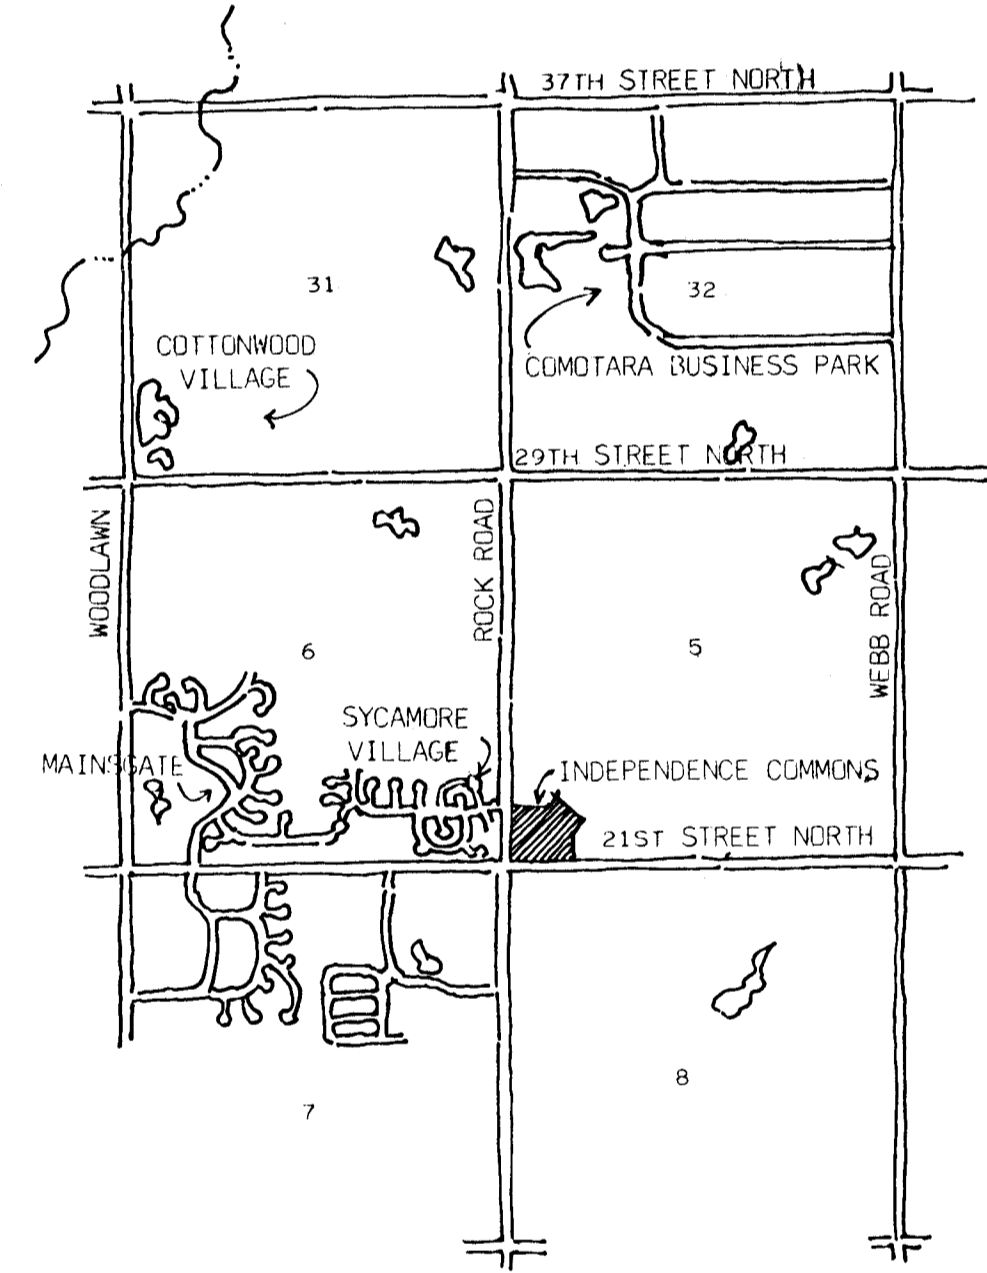 37TH STREET NORTH
31
32
COTTONWOOD
VILLAGE
COMOTARA BUSINESS PARK
29TH STREET NORTH
WOODLAWN
ROCK ROAD
WEBB ROAD
6
5
SYCAMORE
VILLAGE
MAINSGATE
INDEPENDENCE COMMONS
21ST STREET NORTH
8
7